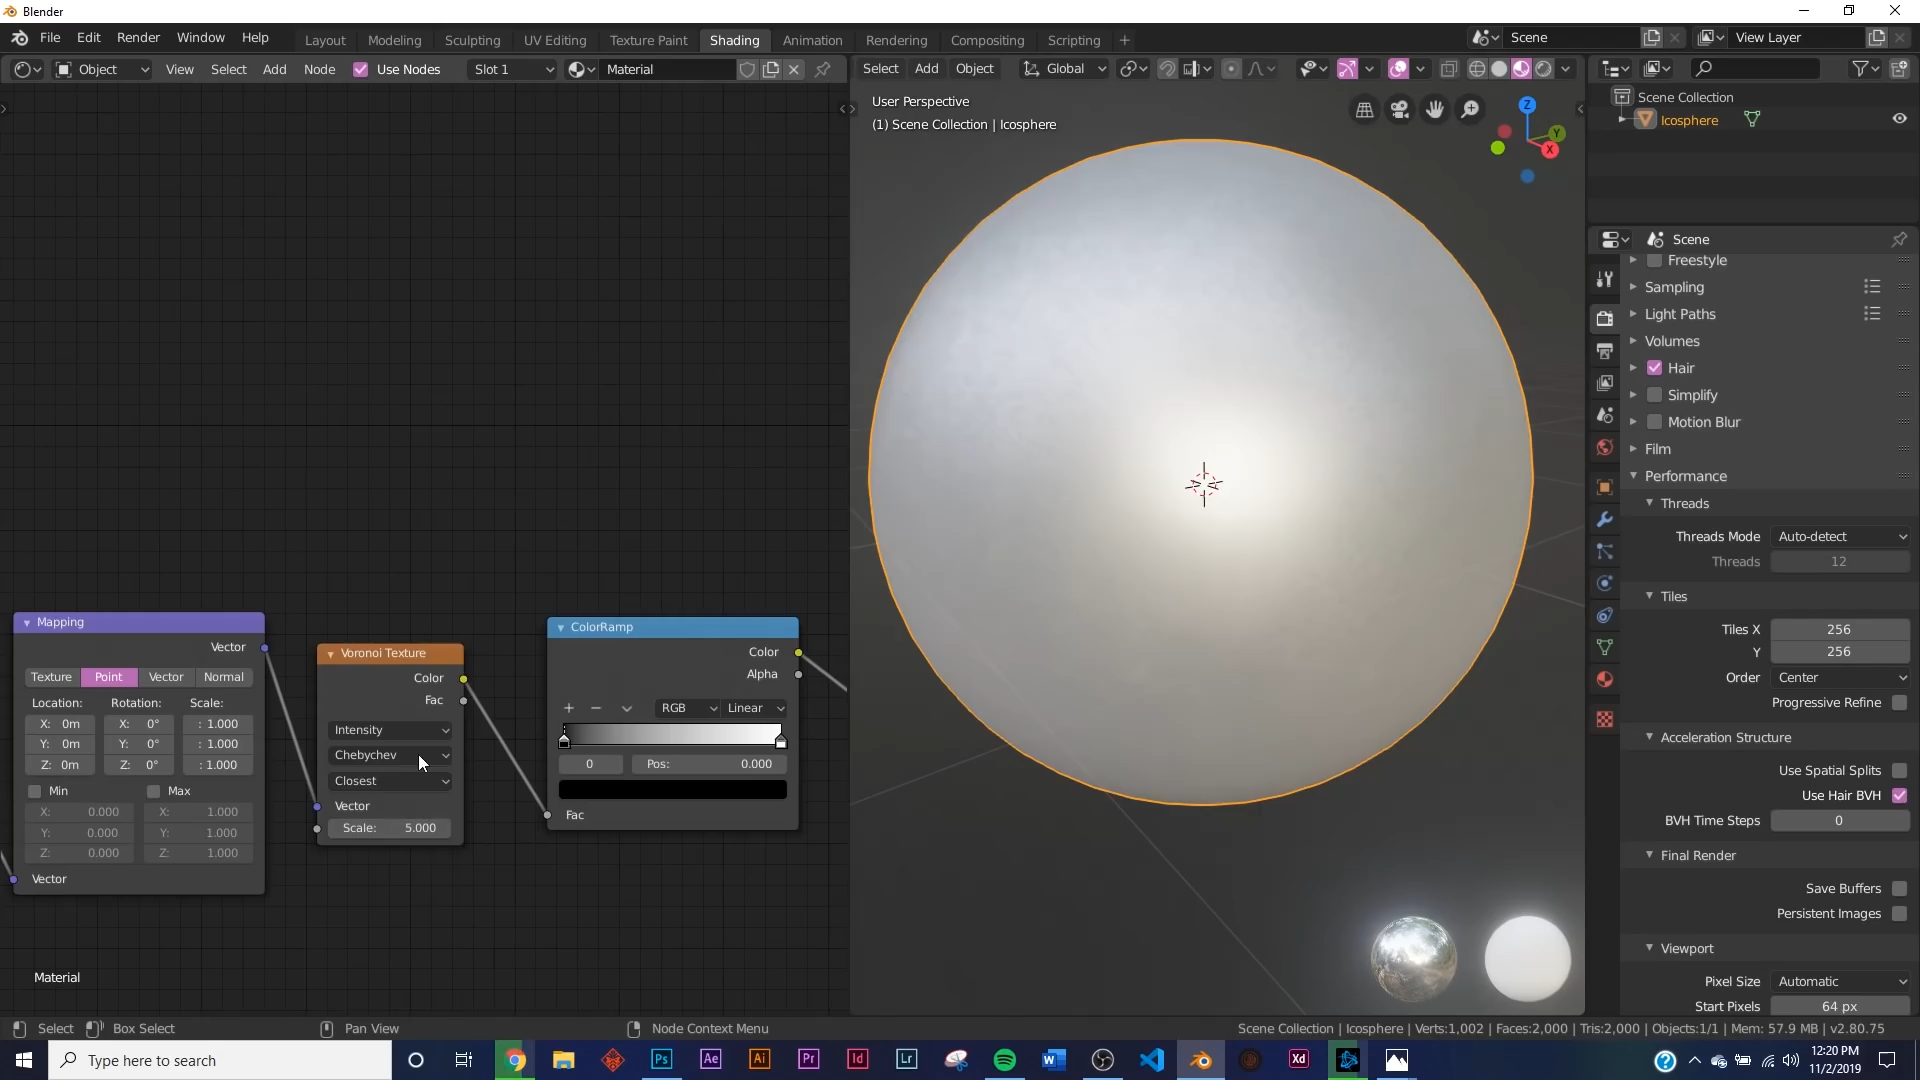 Blender
File Edit Render Window Help Layout Modeling Sculpting UV Editing Texture Paint Shading Animation Rendering Compositing Scripting + Scene View Layer
Object View Select Add Node Use Nodes Slot 1 Material Select Add Object Global
User Perspective
(1) Scene Collection | Icosphere
Z
Y
X
Scene Collection
Icosphere
Scene
Freestyle
Sampling
Light Paths
Volumes
Hair
Simplify
Motion Blur
Film
Performance
Threads
Threads Mode Auto-detect
Threads 12
Tiles
Tiles X 256
Y 256
Order Center
Progressive Refine
Acceleration Structure
Use Spatial Splits
Use Hair BVH
BVH Time Steps 0
Final Render
Save Buffers
Persistent Images
Viewport
Pixel Size Automatic
Start Pixels 64 px
Mapping
Vector
Texture Point Vector Normal
Location: Rotation: Scale:
X: 0m X: 0° : 1.000
Y: 0m Y: 0° : 1.000
Z: 0m Z: 0° : 1.000
Min Max
X: 0.000 X: 1.000
Y: 0.000 Y: 1.000
Z: 0.000 Z: 1.000
Vector
Voronoi Texture
Color
Fac
Intensity
Chebychev
Closest
Vector
Scale: 5.000
ColorRamp
Color
Alpha
+ − RGB Linear
0 Pos: 0.000
Fac
Material
Select Box Select Pan View Node Context Menu Scene Collection | Icosphere | Verts:1,002 | Faces:2,000 | Tris:2,000 | Objects:1/1 | Mem: 57.9 MB | v2.80.75
Type here to search Ps Ae Ai Pr Id Lr Xd
12:20 PM
11/2/2019